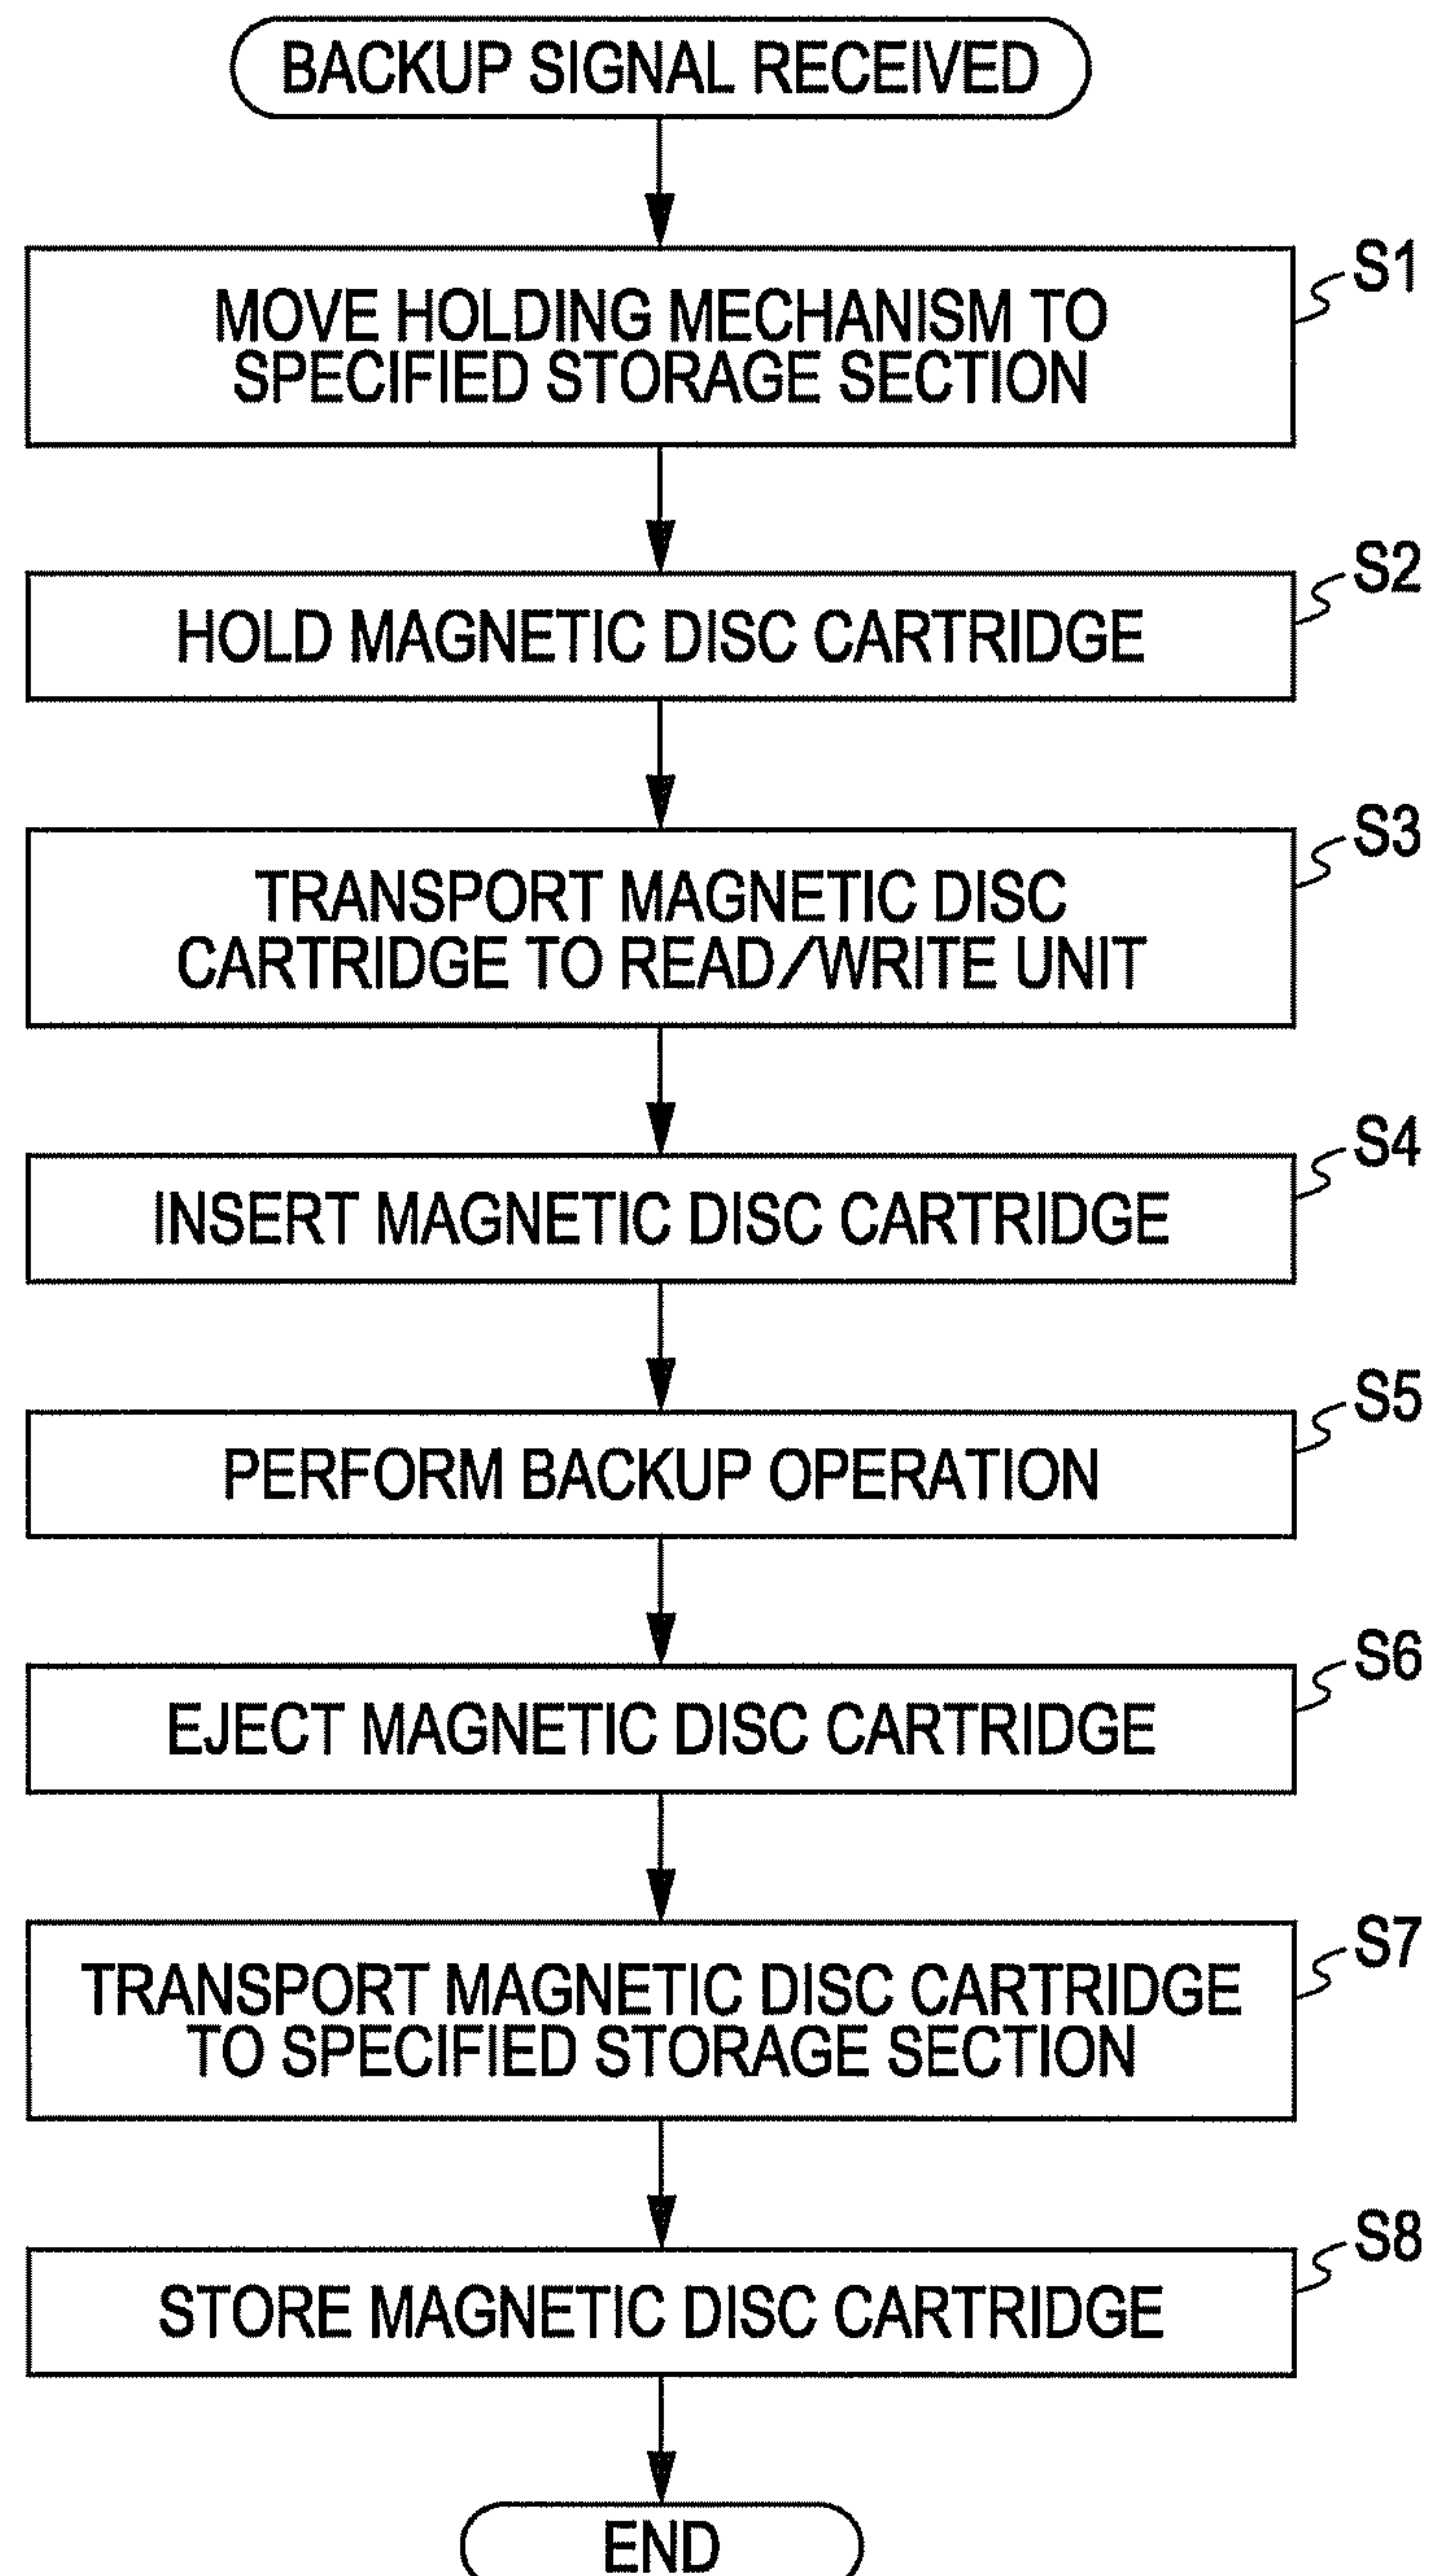 BACKUP SIGNAL RECEIVED
S1
MOVE HOLDING MECHANISM TO
SPECIFIED STORAGE SECTION
S2
HOLD MAGNETIC DISC CARTRIDGE
S3
TRANSPORT MAGNETIC DISC
CARTRIDGE TO READ/WRITE UNIT
S4
INSERT MAGNETIC DISC CARTRIDGE
S5
PERFORM BACKUP OPERATION
S6
EJECT MAGNETIC DISC CARTRIDGE
S7
TRANSPORT MAGNETIC DISC CARTRIDGE
TO SPECIFIED STORAGE SECTION
S8
STORE MAGNETIC DISC CARTRIDGE
END